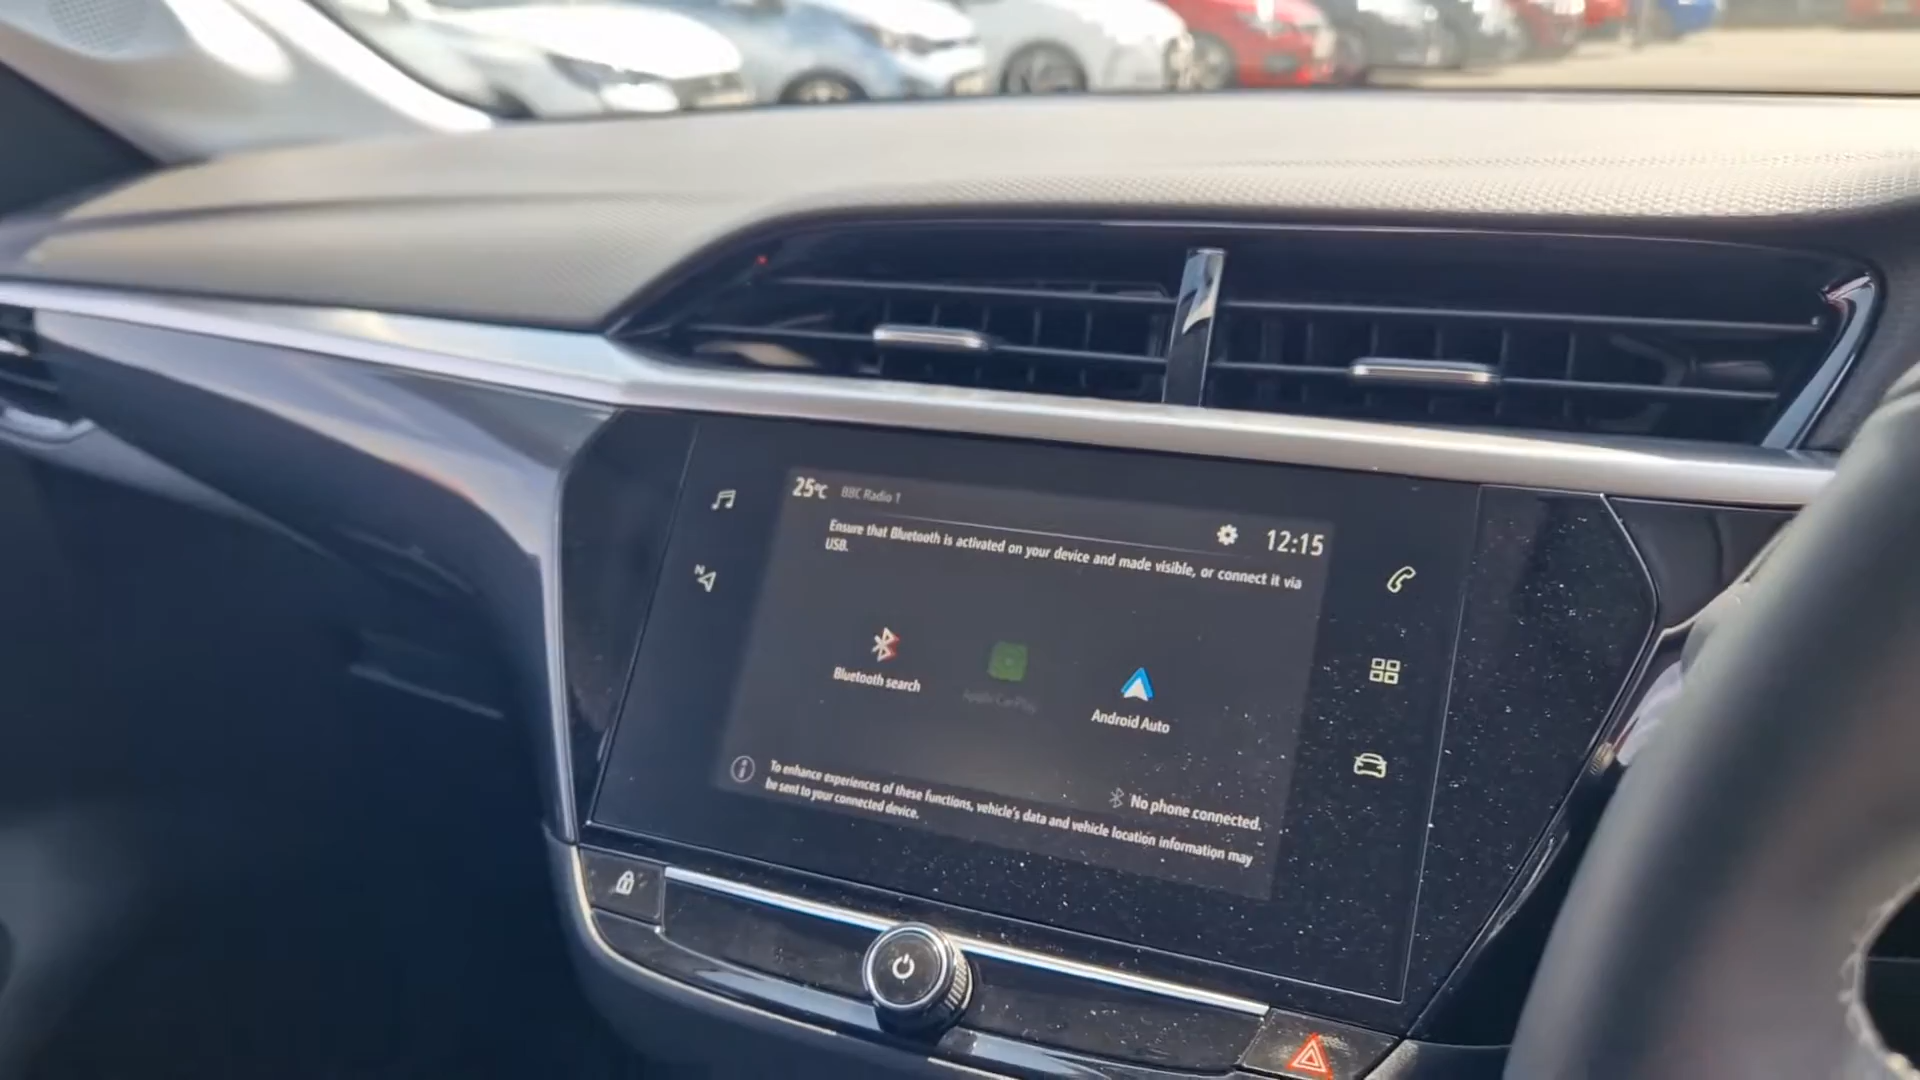 25°C BBC Radio 1
12:15
Ensure that Bluetooth is activated on your device and made visible, or connect it via
USB.
N
Bluetooth search
Apple CarPlay
Android Auto
No phone connected.
To enhance experiences of these functions, vehicle's data and vehicle location information may
be sent to your connected device.